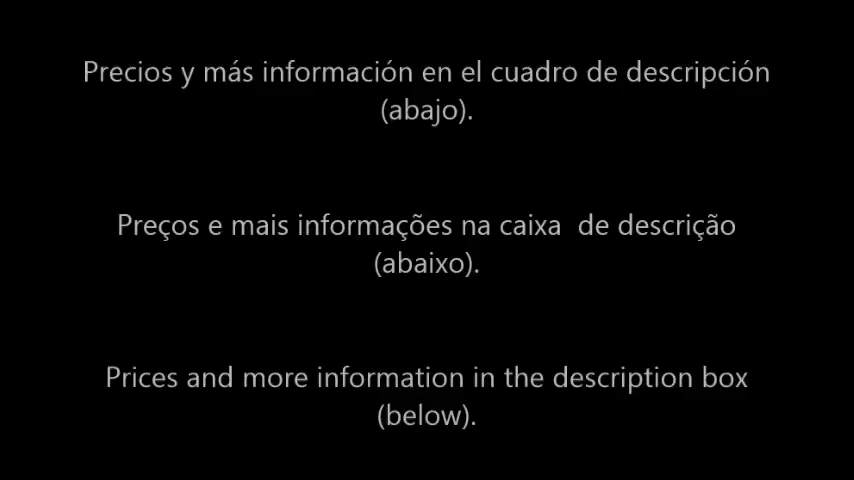 Precios y más información en el cuadro de descripción
(abajo).
Preços e mais informações na caixa  de descrição
(abaixo).
Prices and more information in the description box
(below).